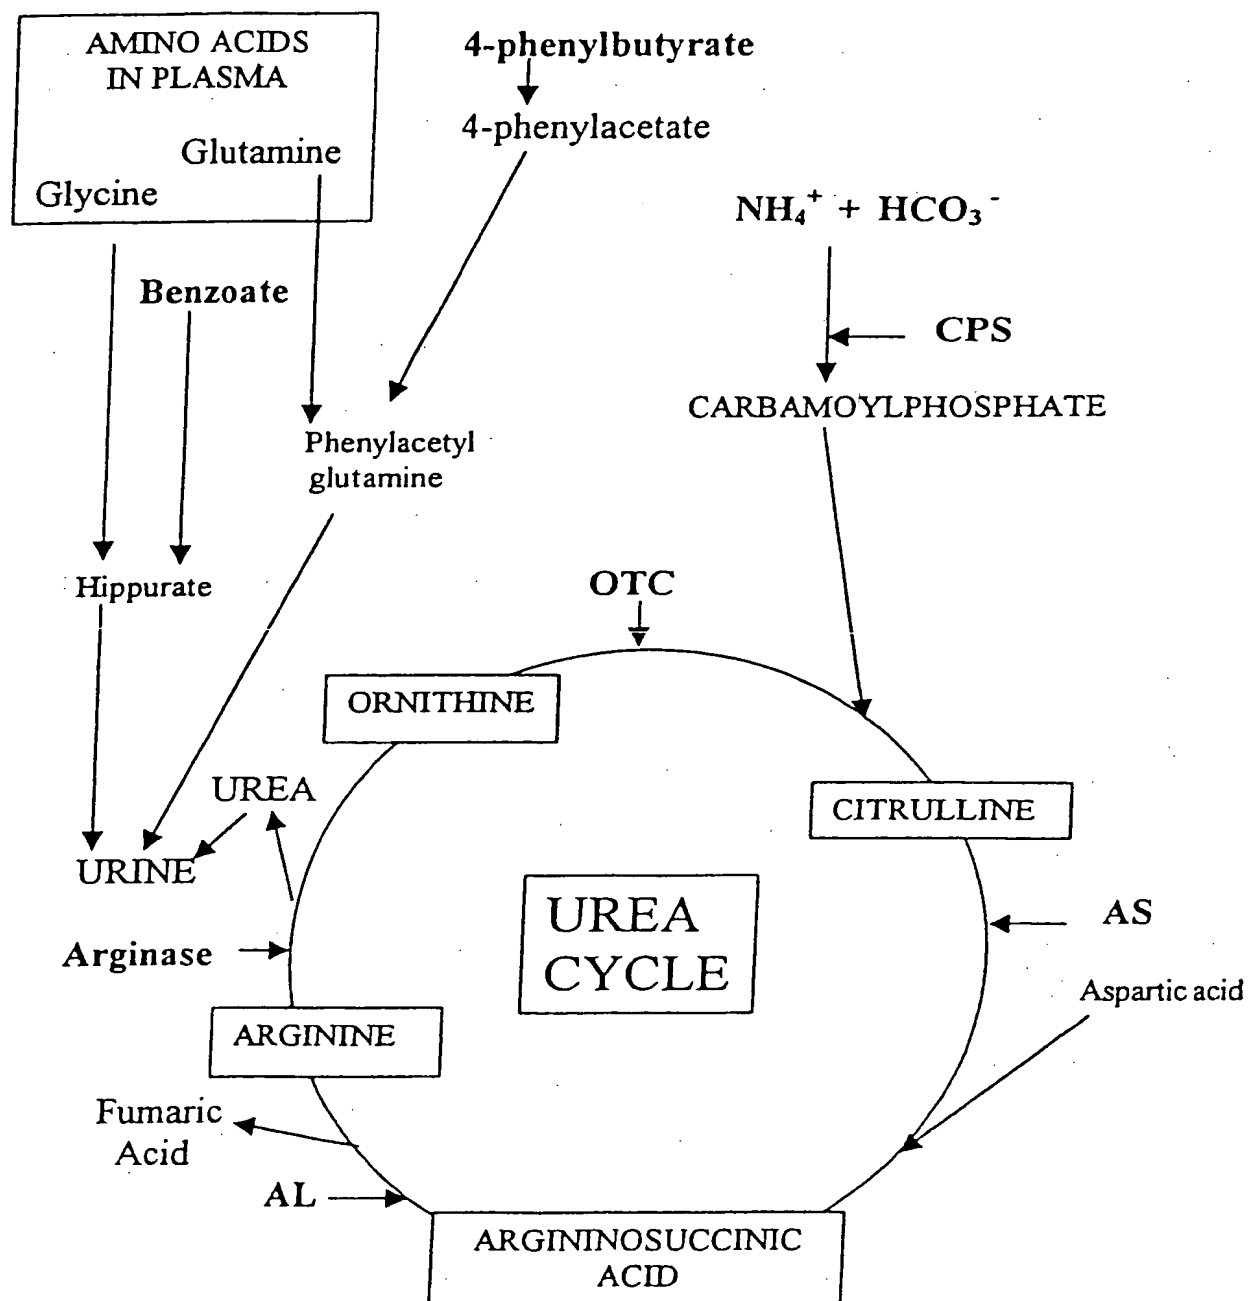 AMINO ACIDS
IN PLASMA
Glutamine
Glycine
4-phenylbutyrate
4-phenylacetate
NH₄⁺ + HCO₃⁻
Benzoate
CPS
CARBAMOYLPHOSPHATE
Phenylacetyl
glutamine
Hippurate
OTC
ORNITHINE
UREA
CITRULLINE
URINE
UREA
CYCLE
AS
Arginase
Aspartic acid
ARGININE
Fumaric
Acid
AL
ARGININOSUCCINIC
ACID